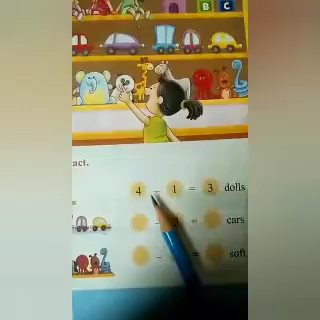 B C
act.
4 - 1 = 3 dolls
- = cars
- = soft